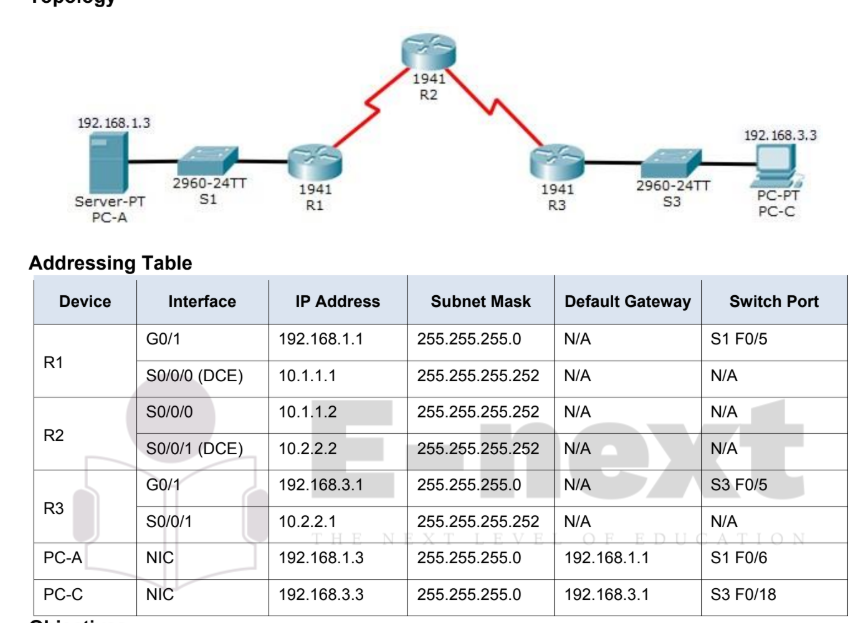 Topology
1941
R2
192.168.1.3
192.168.3.3
2960-24TT
S1
1941
R1
1941
R3
2960-24TT
S3
Server-PT
PC-A
PC-PT
PC-C
Addressing Table
Device Interface IP Address Subnet Mask Default Gateway Switch Port
R1 G0/1 192.168.1.1 255.255.255.0 N/A S1 F0/5
S0/0/0 (DCE) 10.1.1.1 255.255.255.252 N/A N/A
R2 S0/0/0 10.1.1.2 255.255.255.252 N/A N/A
S0/0/1 (DCE) 10.2.2.2 255.255.255.252 N/A N/A
R3 G0/1 192.168.3.1 255.255.255.0 N/A S3 F0/5
S0/0/1 10.2.2.1 255.255.255.252 N/A N/A
PC-A NIC 192.168.1.3 255.255.255.0 192.168.1.1 S1 F0/6
PC-C NIC 192.168.3.3 255.255.255.0 192.168.3.1 S3 F0/18
E-next
THE NEXT LEVEL OF EDUCATION